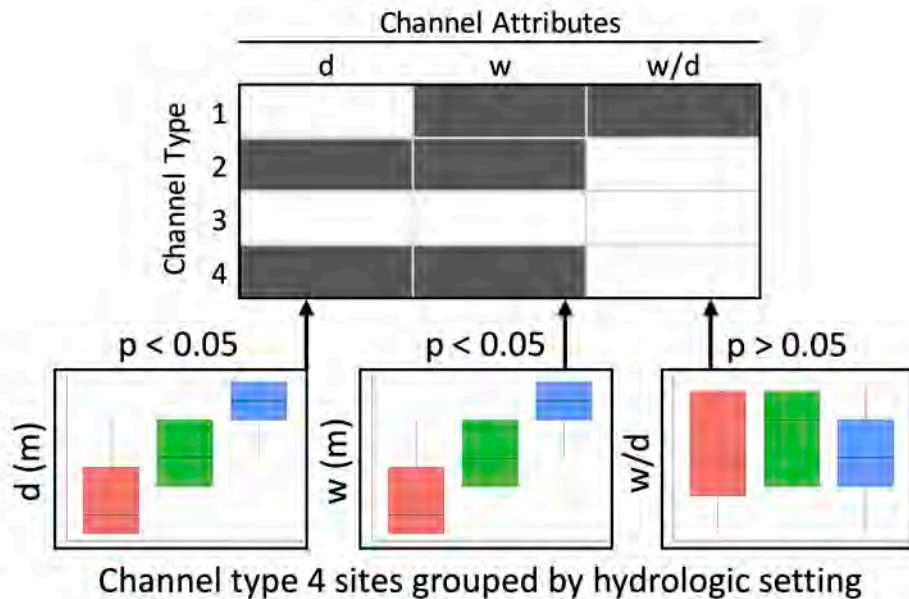 Channel Attributes
d w w/d
Channel Type
1
2
3
4
p < 0.05 p < 0.05 p > 0.05
d (m) w (m) w/d
Channel type 4 sites grouped by hydrologic setting